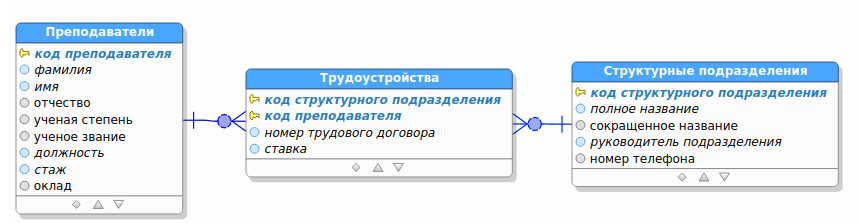 Преподаватели
код преподавателя
фамилия
имя
отчество
ученая степень
ученое звание
должность
стаж
оклад
Трудоустройства
код структурного подразделения
код преподавателя
номер трудового договора
ставка
Структурные подразделения
код структурного подразделения
полное название
сокращенное название
руководитель подразделения
номер телефона